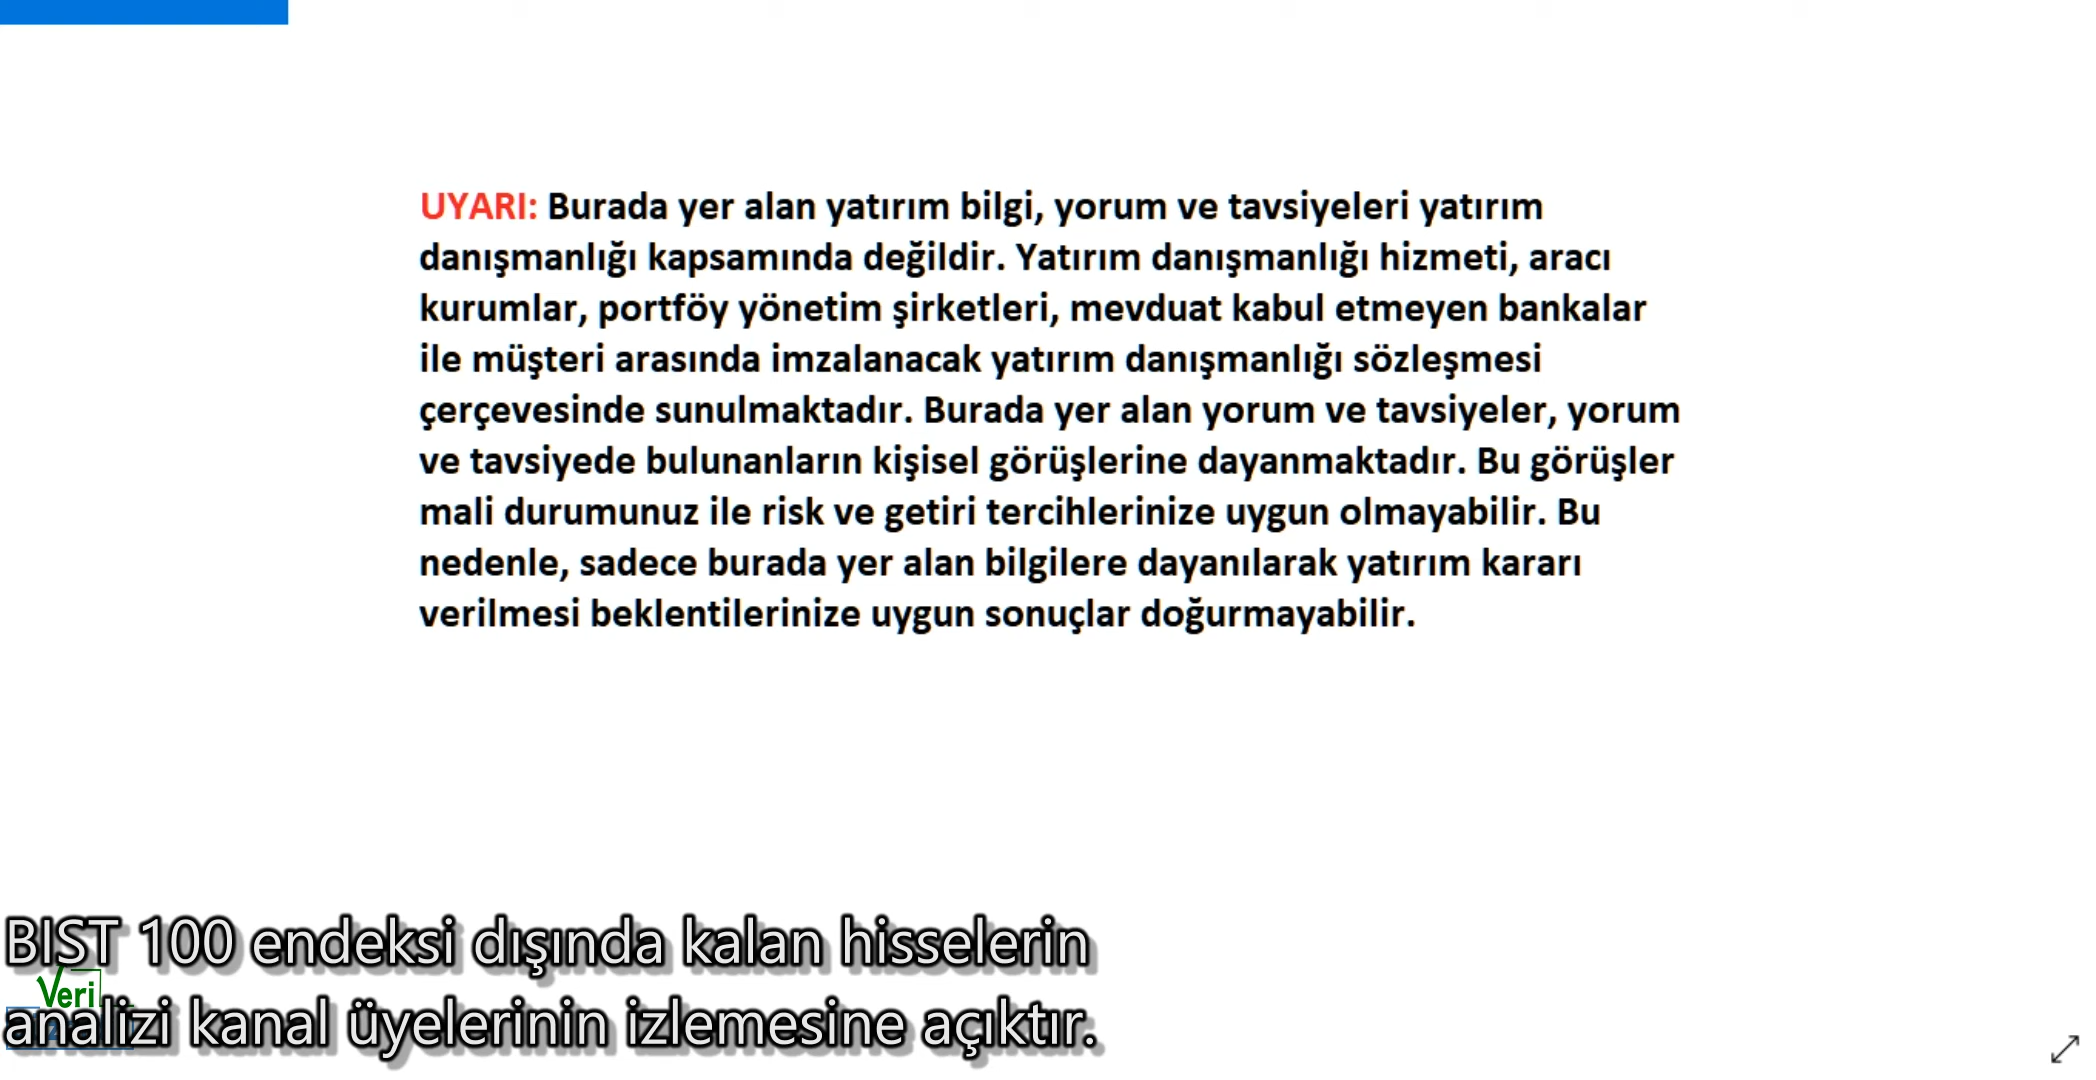 UYARI: Burada yer alan yatırım bilgi, yorum ve tavsiyeleri yatırım
danışmanlığı kapsamında değildir. Yatırım danışmanlığı hizmeti, aracı
kurumlar, portföy yönetim şirketleri, mevduat kabul etmeyen bankalar
ile müşteri arasında imzalanacak yatırım danışmanlığı sözleşmesi
çerçevesinde sunulmaktadır. Burada yer alan yorum ve tavsiyeler, yorum
ve tavsiyede bulunanların kişisel görüşlerine dayanmaktadır. Bu görüşler
mali durumunuz ile risk ve getiri tercihlerinize uygun olmayabilir. Bu
nedenle, sadece burada yer alan bilgilere dayanılarak yatırım kararı
verilmesi beklentilerinize uygun sonuçlar doğurmayabilir.
BIST 100 endeksi dışında kalan hisselerin
Veri
analizi kanal üyelerinin izlemesine açıktır.